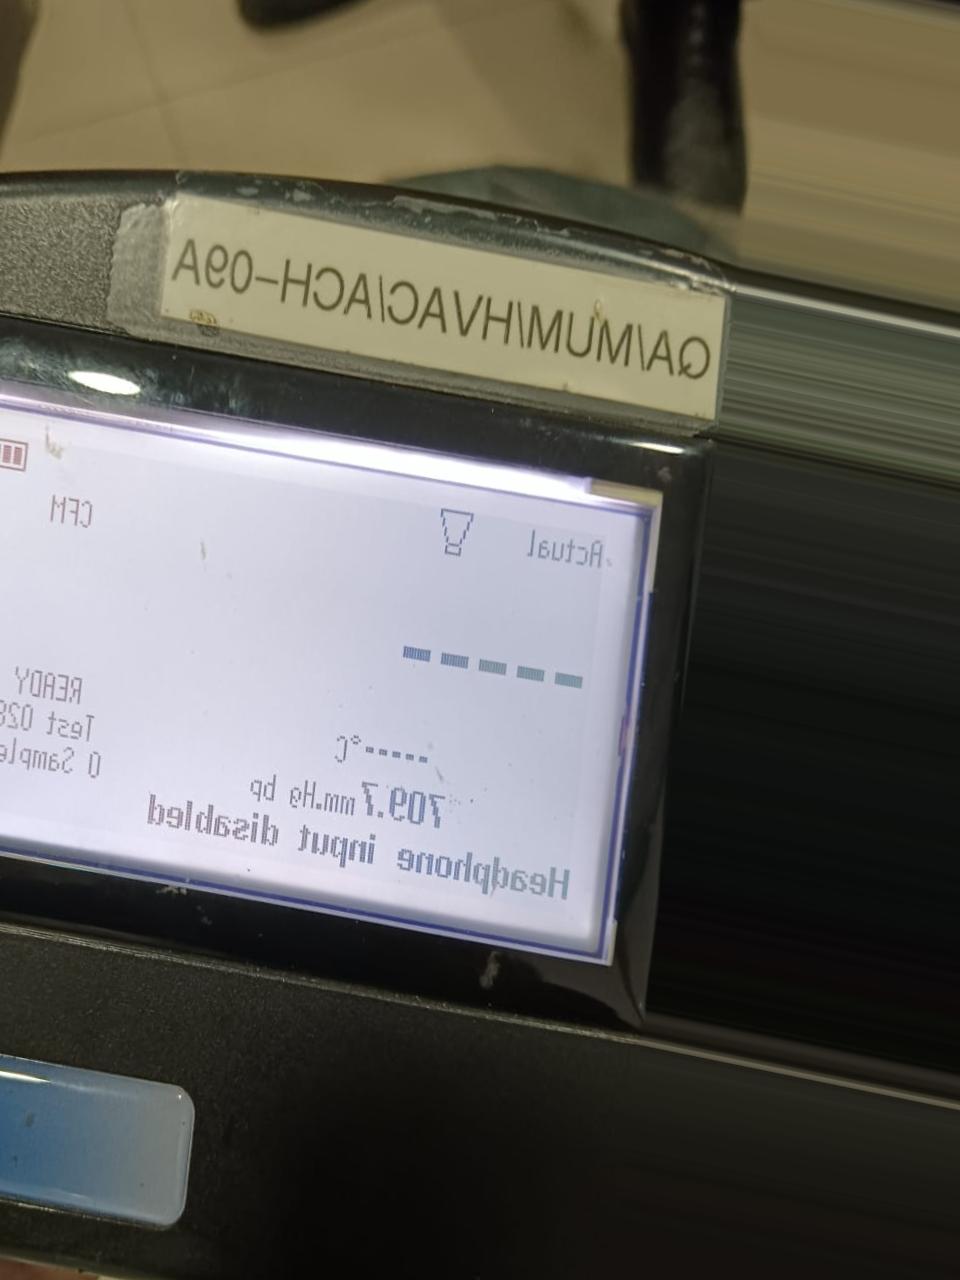 QA/MUM/HVAC/ACH-09A
Actual CFM
-----
READY
-----°C
Test 028
709.7 mm.Hg bp
0 Sample
Headphone input disabled